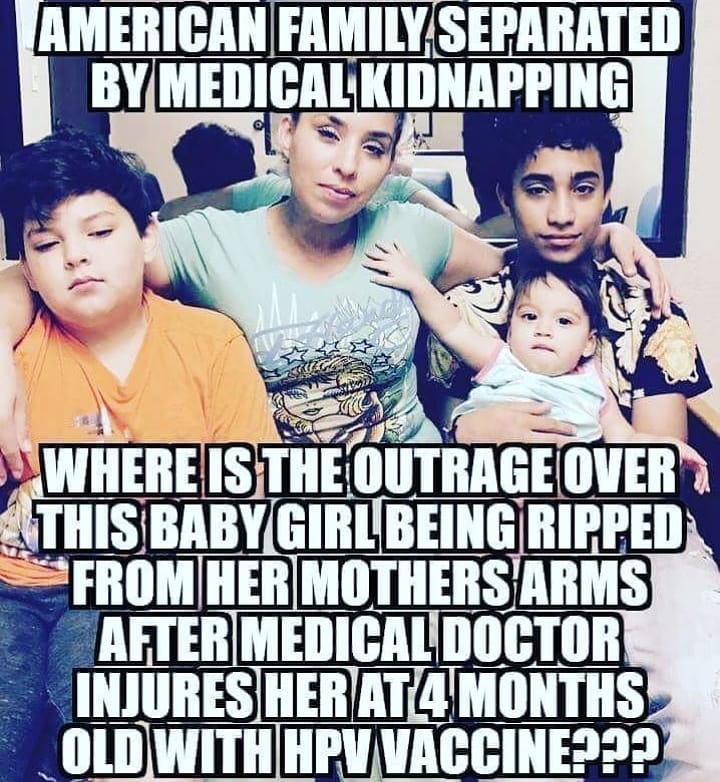 AMERICAN FAMILY SEPARATED
BY MEDICAL KIDNAPPING
WHERE IS THE OUTRAGE OVER
THIS BABY GIRL BEING RIPPED
FROM HER MOTHERS ARMS
AFTER MEDICAL DOCTOR
INJURES HER AT 4 MONTHS
OLD WITH HPV VACCINE???